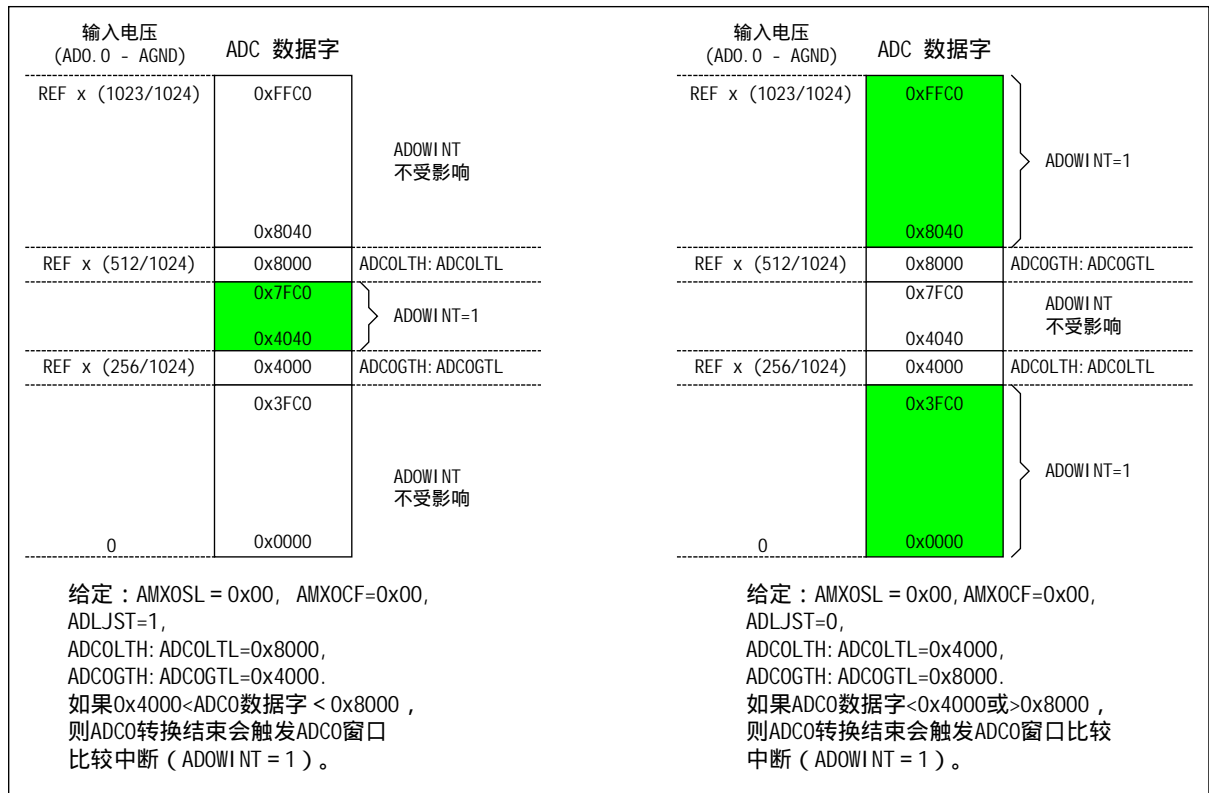 输入电压
(AD0.0 - AGND)
ADC 数据字
REF x (1023/1024)
0xFFC0
AD0WINT
不受影响
0x8040
REF x (512/1024)
0x8000
ADC0LTH:ADC0LTL
0x7FC0
AD0WINT=1
0x4040
REF x (256/1024)
0x4000
ADC0GTH:ADC0GTL
0x3FC0
AD0WINT
不受影响
0
0x0000
给定：AMX0SL = 0x00, AMX0CF=0x00,
ADLJST=1,
ADC0LTH:ADC0LTL=0x8000,
ADC0GTH:ADC0GTL=0x4000.
如果0x4000<ADC0数据字 < 0x8000，
则ADC0转换结束会触发ADC0窗口
比较中断（AD0WINT = 1）。
输入电压
(AD0.0 - AGND)
ADC 数据字
REF x (1023/1024)
0xFFC0
AD0WINT=1
0x8040
REF x (512/1024)
0x8000
ADC0GTH:ADC0GTL
0x7FC0
AD0WINT
不受影响
0x4040
REF x (256/1024)
0x4000
ADC0LTH:ADC0LTL
0x3FC0
AD0WINT=1
0
0x0000
给定：AMX0SL = 0x00, AMX0CF=0x00,
ADLJST=0,
ADC0LTH:ADC0LTL=0x4000,
ADC0GTH:ADC0GTL=0x8000.
如果ADC0数据字<0x4000或>0x8000，
则ADC0转换结束会触发ADC0窗口比较
中断（AD0WINT = 1）。